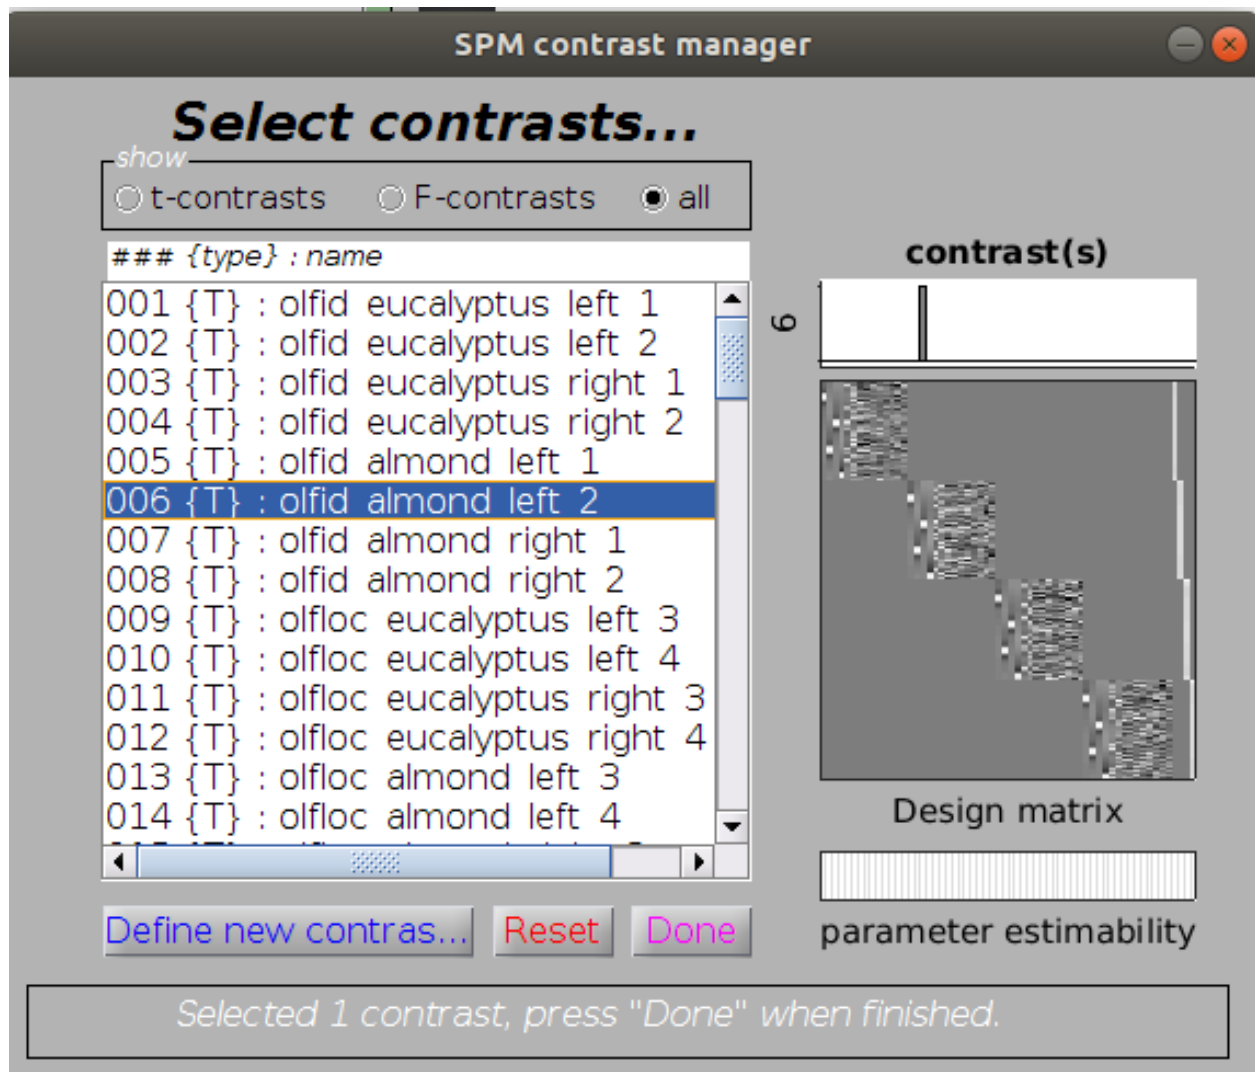 SPM contrast manager
Select contrasts...
show
t-contrasts F-contrasts all
### {type} : name
001 {T} : olfid eucalyptus left 1
002 {T} : olfid eucalyptus left 2
003 {T} : olfid eucalyptus right 1
004 {T} : olfid eucalyptus right 2
005 {T} : olfid almond left 1
006 {T} : olfid almond left 2
007 {T} : olfid almond right 1
008 {T} : olfid almond right 2
009 {T} : olfloc eucalyptus left 3
010 {T} : olfloc eucalyptus left 4
011 {T} : olfloc eucalyptus right 3
012 {T} : olfloc eucalyptus right 4
013 {T} : olfloc almond left 3
014 {T} : olfloc almond left 4
Define new contras... Reset Done
contrast(s)
6
Design matrix
parameter estimability
Selected 1 contrast, press "Done" when finished.